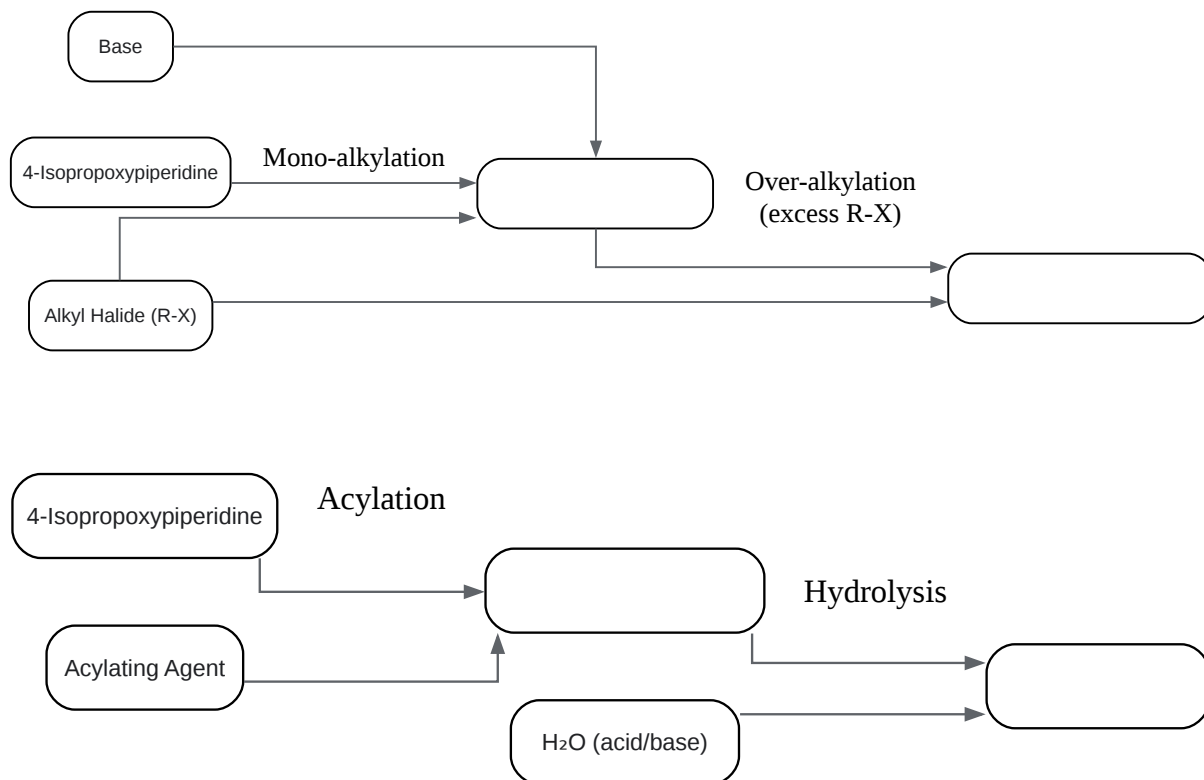 Base
4-Isopropoxypiperidine
Mono-alkylation
Over-alkylation
(excess R-X)
Alkyl Halide (R-X)
4-Isopropoxypiperidine
Acylation
Hydrolysis
Acylating Agent
H₂O (acid/base)